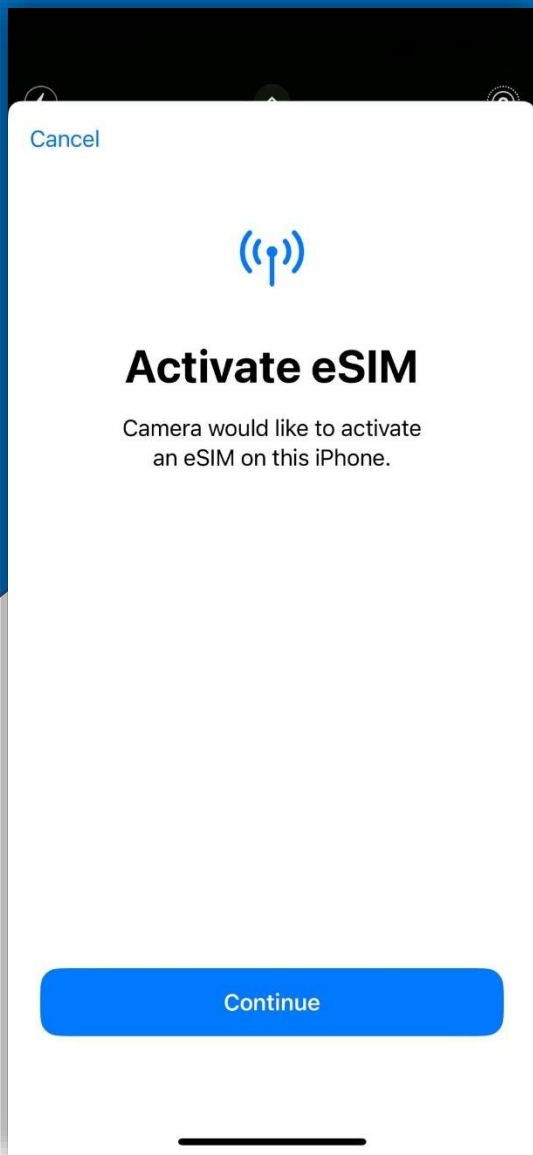 Cancel
Activate eSIM
Camera would like to activate
an eSIM on this iPhone.
Continue